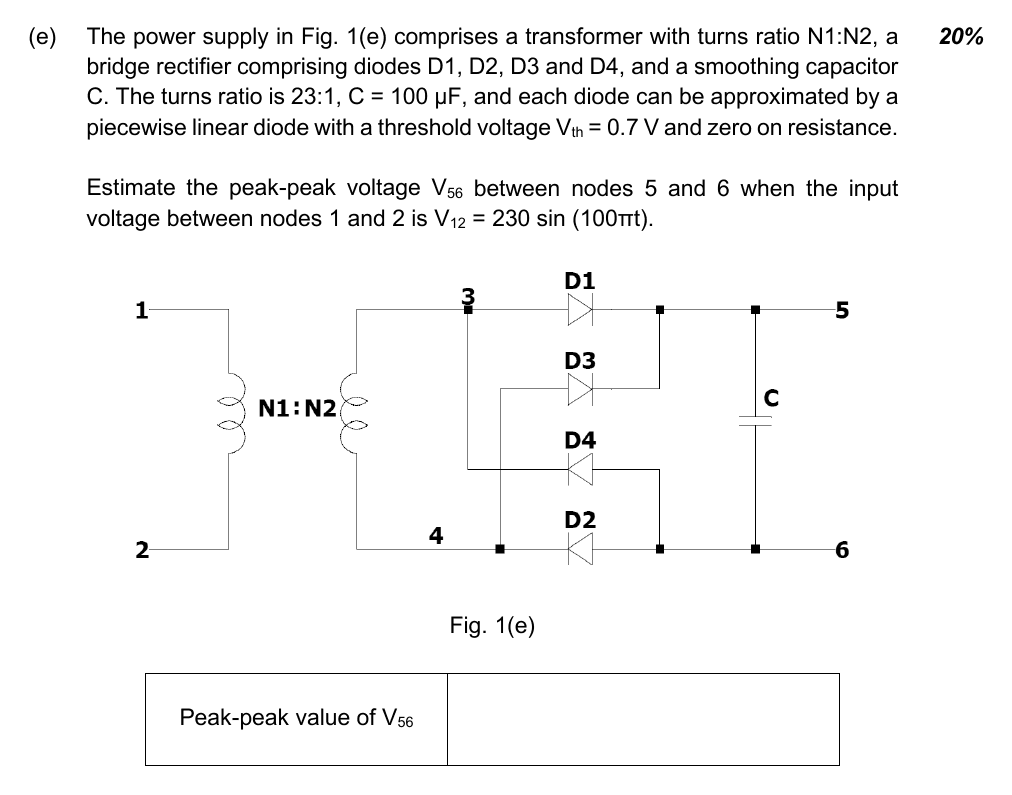 (e) The power supply in Fig. 1(e) comprises a transformer with turns ratio N1:N2, a 20%
bridge rectifier comprising diodes D1, D2, D3 and D4, and a smoothing capacitor
C. The turns ratio is 23:1, C = 100 µF, and each diode can be approximated by a
piecewise linear diode with a threshold voltage Vth = 0.7 V and zero on resistance.
Estimate the peak-peak voltage V56 between nodes 5 and 6 when the input
voltage between nodes 1 and 2 is V12 = 230 sin (100πt).
D1
1 3 5
D3
N1:N2 C
D4
D2
4
2 6
Fig. 1(e)
Peak-peak value of V56